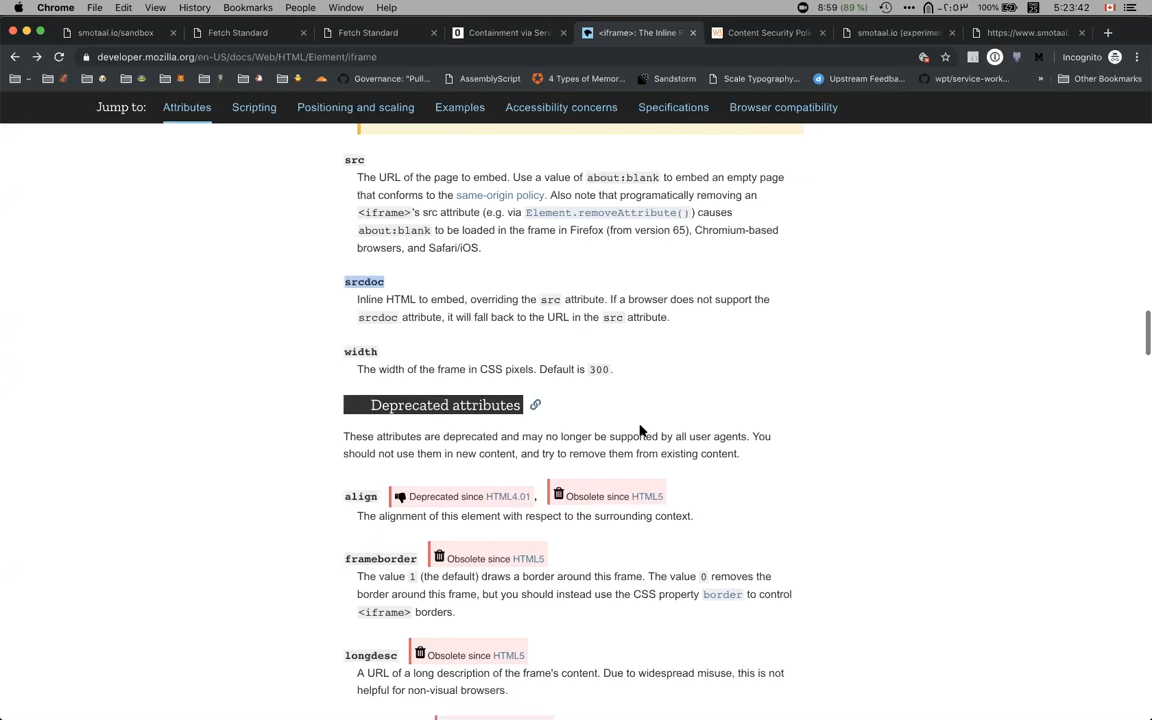 Chrome File Edit View History Bookmarks People Window Help 8:59 (89 %) 100% 5:23:42
smotaal.io/sandbox Fetch Standard Fetch Standard Containment via Serv <iframe>: The Inline F Content Security Poli smotaal.io (experimen https://www.smotaal.
developer.mozilla.org/en-US/docs/Web/HTML/Element/iframe Incognito
Governance: "Pull... AssemblyScript 4 Types of Memor... Sandstorm Scale Typography... Upstream Feedba... wpt/service-work... » Other Bookmarks
Jump to: Attributes Scripting Positioning and scaling Examples Accessibility concerns Specifications Browser compatibility
src
The URL of the page to embed. Use a value of about:blank to embed an empty page
that conforms to the same-origin policy. Also note that programatically removing an
<iframe>'s src attribute (e.g. via Element.removeAttribute()) causes
about:blank to be loaded in the frame in Firefox (from version 65), Chromium-based
browsers, and Safari/iOS.
srcdoc
Inline HTML to embed, overriding the src attribute. If a browser does not support the
srcdoc attribute, it will fall back to the URL in the src attribute.
width
The width of the frame in CSS pixels. Default is 300.
Deprecated attributes
These attributes are deprecated and may no longer be supported by all user agents. You
should not use them in new content, and try to remove them from existing content.
align Deprecated since HTML4.01, Obsolete since HTML5
The alignment of this element with respect to the surrounding context.
frameborder Obsolete since HTML5
The value 1 (the default) draws a border around this frame. The value 0 removes the
border around this frame, but you should instead use the CSS property border to control
<iframe> borders.
longdesc Obsolete since HTML5
A URL of a long description of the frame's content. Due to widespread misuse, this is not
helpful for non-visual browsers.